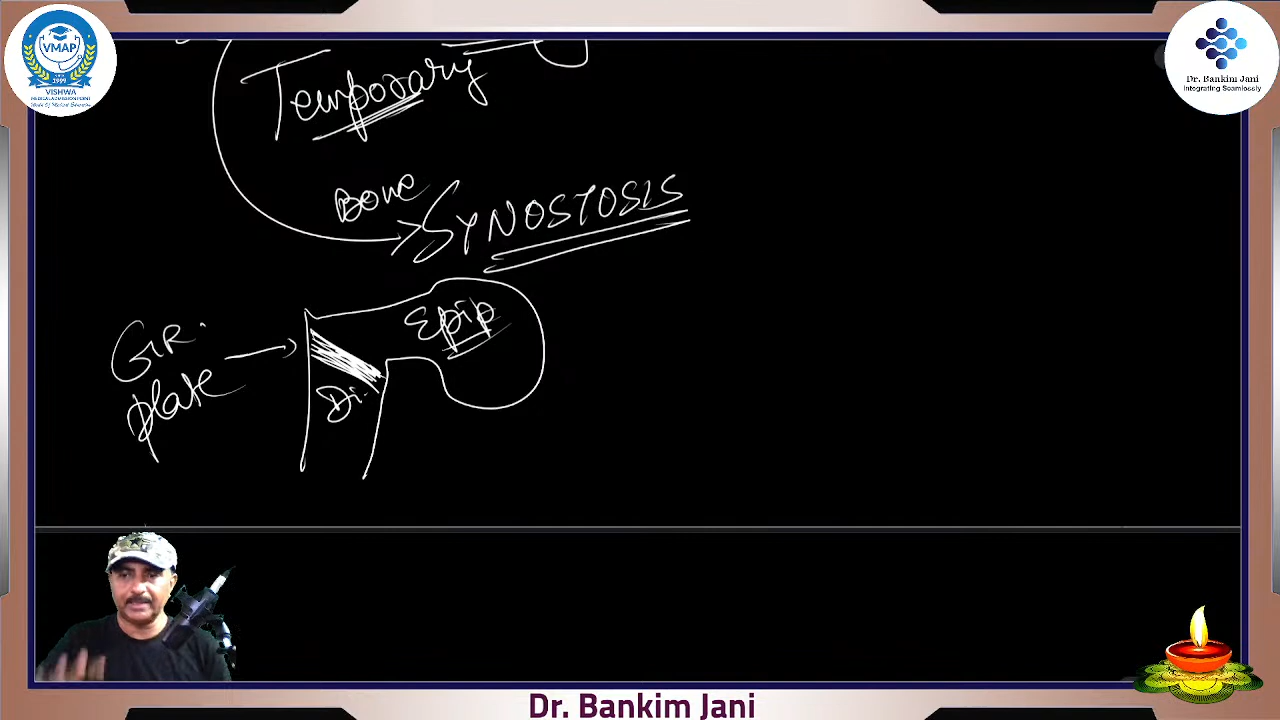 VMAP
VISHWA
Dr. Bankim Jani
Integrating Seamlessly
Temporary
Bone
SYNOSTOSIS
Epip
Gr.
plate
Di.
Dr. Bankim Jani